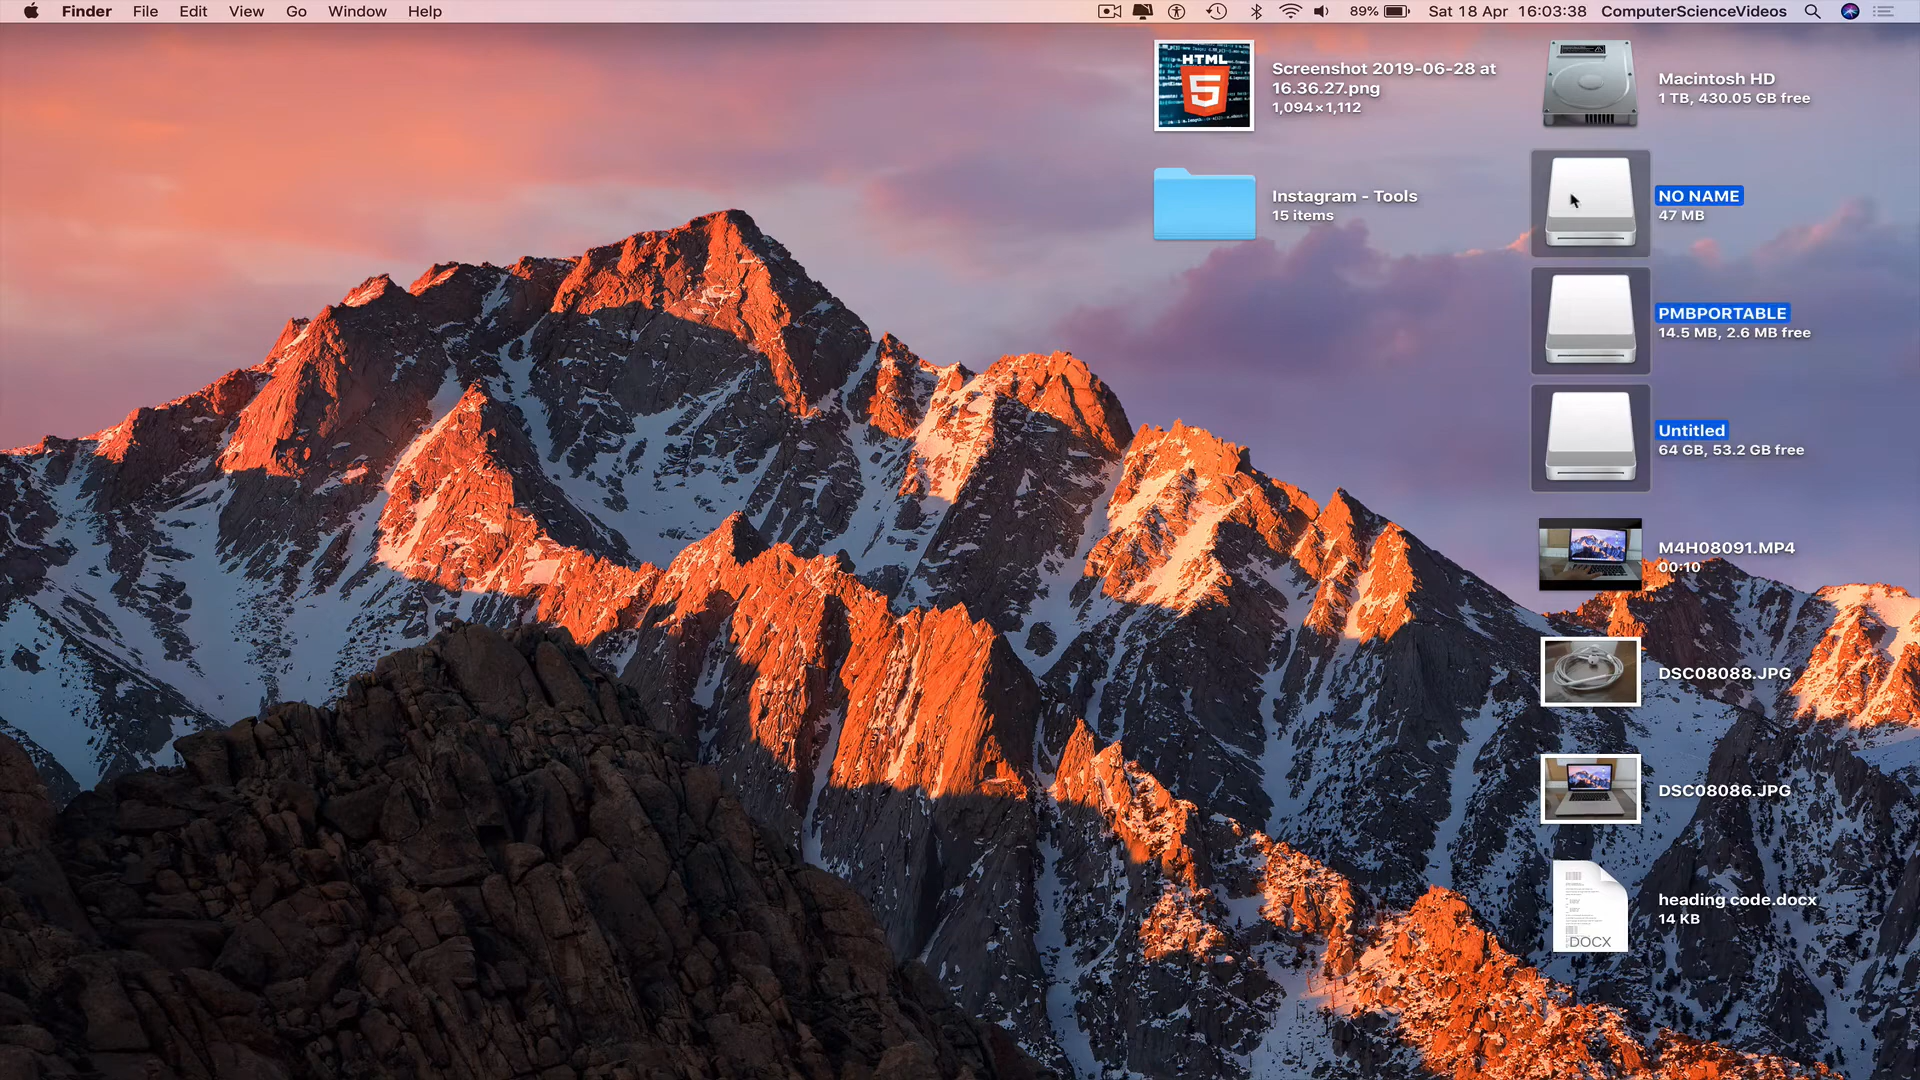 Finder File Edit View Go Window Help 89% Sat 18 Apr 16:03:38 ComputerScienceVideos
HTML
5
Screenshot 2019-06-28 at
16.36.27.png
1,094×1,112
Instagram - Tools
15 items
Macintosh HD
1 TB, 430.05 GB free
NO NAME
47 MB
PMBPORTABLE
14.5 MB, 2.6 MB free
Untitled
64 GB, 53.2 GB free
M4H08091.MP4
00:10
DSC08088.JPG
DSC08086.JPG
DOCX
heading code.docx
14 KB